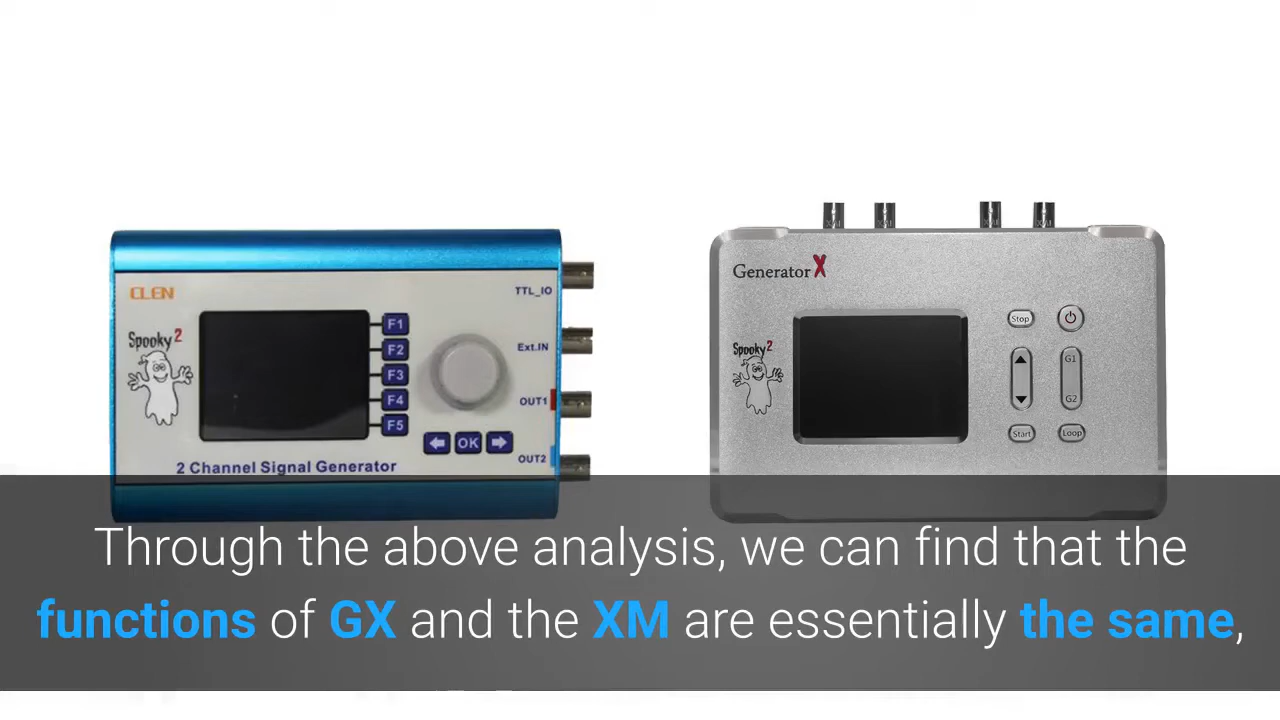 CLEN
Spooky2
F1
F2
F3
F4
F5
OK
TTL_IO
Ext.IN
OUT1
OUT2
2 Channel Signal Generator
Generator X
Spooky2
Stop
G1
G2
Start
Loop
Through the above analysis, we can find that the
functions of GX and the XM are essentially the same,